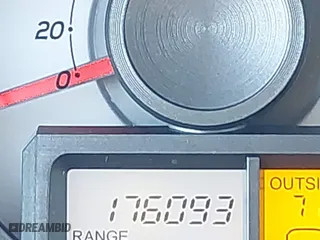 20
0
176093
OUTSI
7
RANGE
DREAMBID